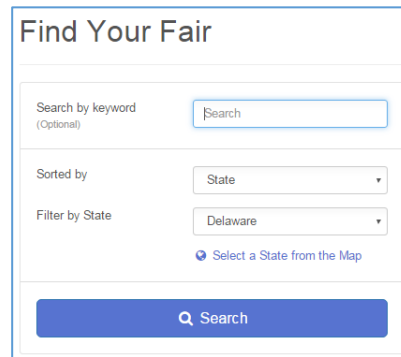 Find Your Fair
Search by keyword
Search
(Optional)
Sorted by
State
Filter by State
Delaware
Select a State from the Map
Search